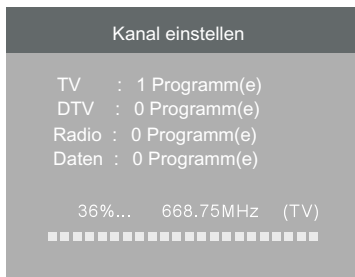 Kanal einstellen
TV : 1 Programm(e)
DTV : 0 Programm(e)
Radio : 0 Programm(e)
Daten : 0 Programm(e)
36%... 668.75MHz (TV)